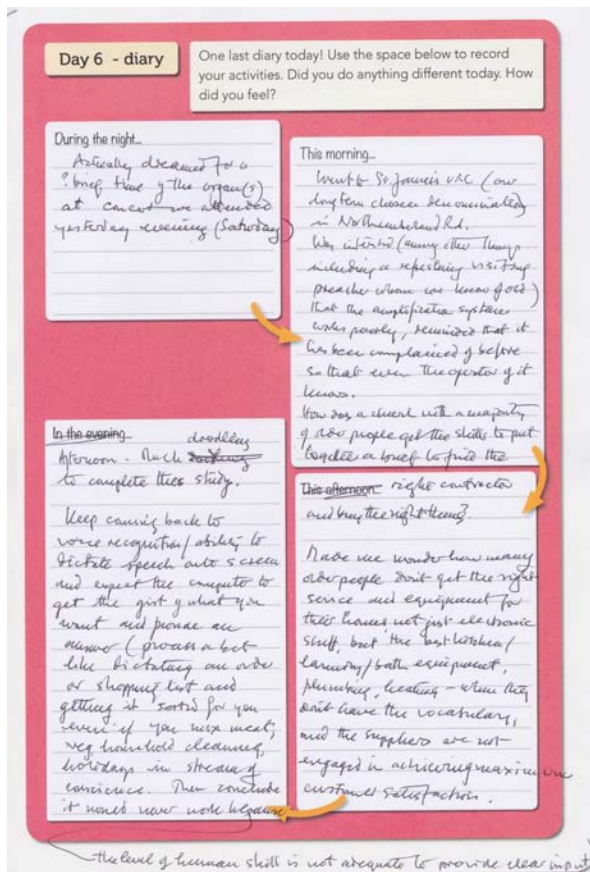 Day 6 - diary
One last diary today! Use the space below to record
your activities. Did you do anything different today. How
did you feel?
During the night...
Actually dreamed for a
? brief time of the organ(s)
at concert we attended
yesterday evening (Saturday)
This morning...
Went to St James's URC (our
long term chosen denomination)
in Northumberland Rd.
Was interested (among other things
including a refreshing visiting
preacher whom we know of old)
that the amplification systems
works poorly, reminded that it
has been complained of before
so that even the operator of it
knows.
How does a church with a majority
of older people get the skills to put
together a brief to find the
This afternoon...
right contractor
and buy the right thing?
Made me wonder how many
older people don't get the right
service and equipment for
their homes not just electronic
stuff, but the best kitchen/
laundry/bath equipment,
plumbing, heating - when they
don't have the vocabulary,
and the suppliers are not
engaged in achieving maximum
customer satisfaction.
In the evening...
doodling
Afternoon - Much
to complete this study.
Keep coming back to
voice recognition/ability to
dictate speech onto screen
and expect the computer to
get the gist of what you
want and provide an
answer (process a bit
like dictating an order
or shopping list and
getting it sorted for you
even if you mix meat,
veg, household cleaning,
holidays in stream of
conscience. Then conclude
it would never work because
the level of human skill is not adequate to provide clear input